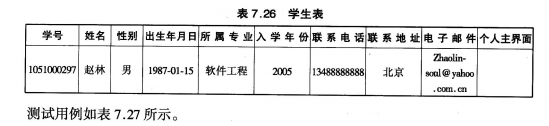 表7.26 学生表
学号 姓名 性别 出生年月日 所属专业 入学年份 联系电话 联系地址 电子邮件 个人主界面
1051000297 赵林 男 1987-01-15 软件工程 2005 13488888888 北京 Zhaolin-
soul@yahoo
.com.cn
测试用例如表7.27所示。